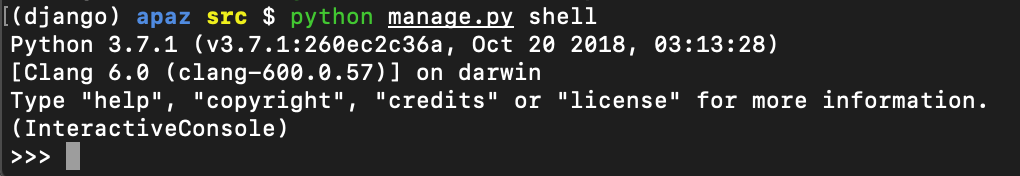 [(django) apaz src $ python manage.py shell
Python 3.7.1 (v3.7.1:260ec2c36a, Oct 20 2018, 03:13:28)
[Clang 6.0 (clang-600.0.57)] on darwin
Type "help", "copyright", "credits" or "license" for more information.
(InteractiveConsole)
>>>